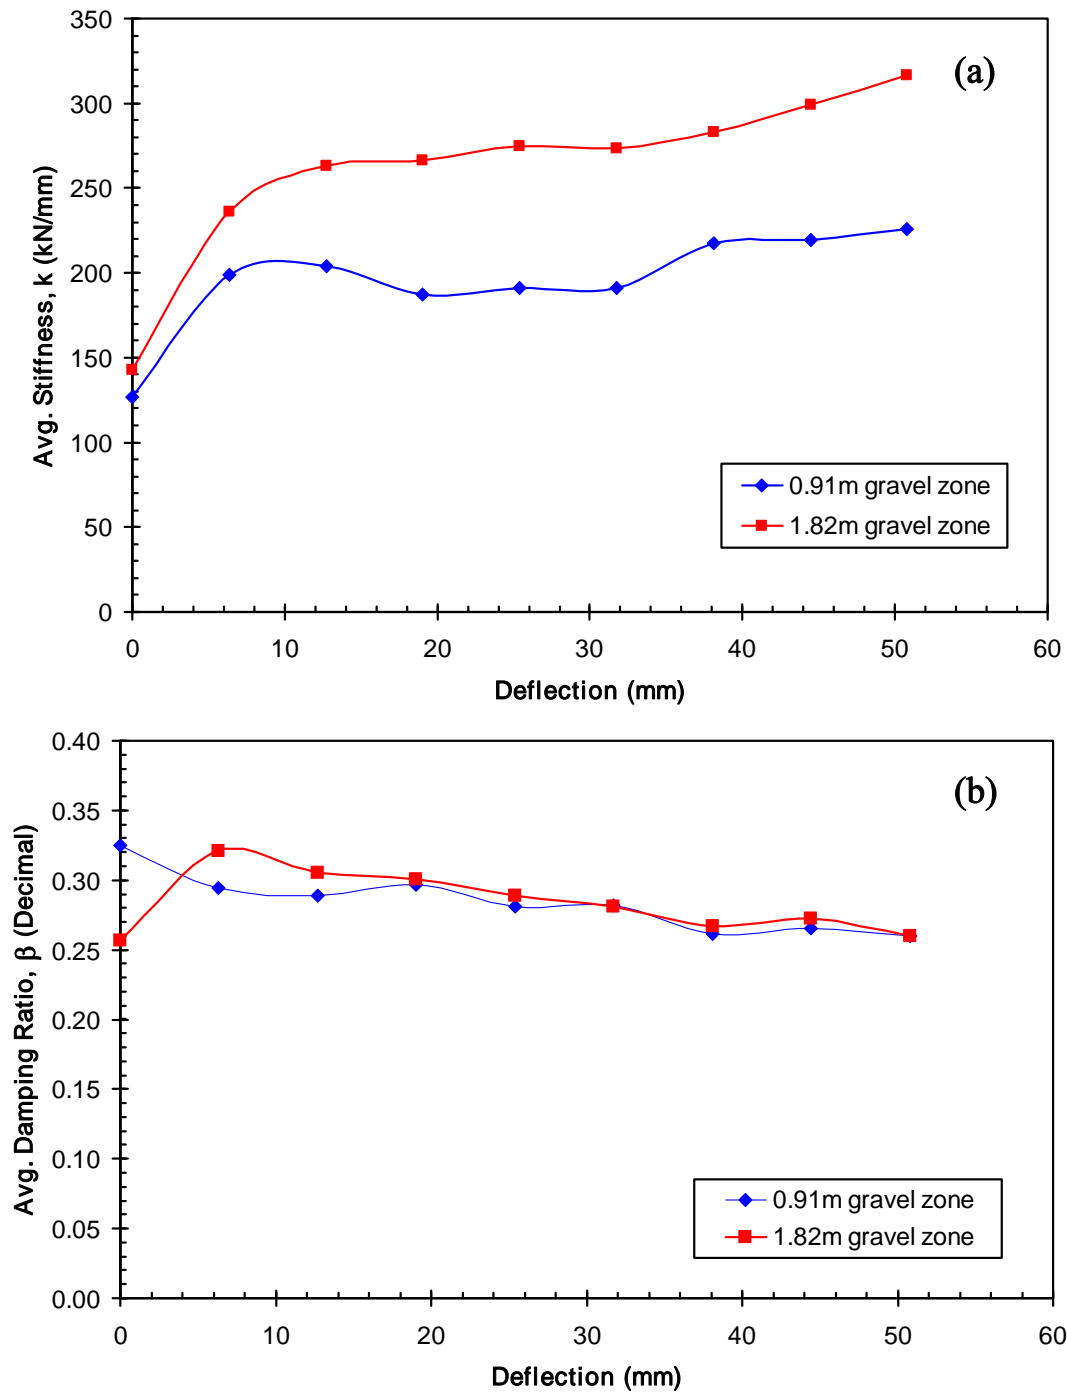 350
300
250
200
150
100
50
0
Avg. Stiffness, k (kN/mm)
(a)
0.91m gravel zone
1.82m gravel zone
0 10 20 30 40 50 60
Deflection (mm)
0.40
0.35
0.30
0.25
0.20
0.15
0.10
0.05
0.00
Avg. Damping Ratio, β (Decimal)
(b)
0.91m gravel zone
1.82m gravel zone
0 10 20 30 40 50 60
Deflection (mm)